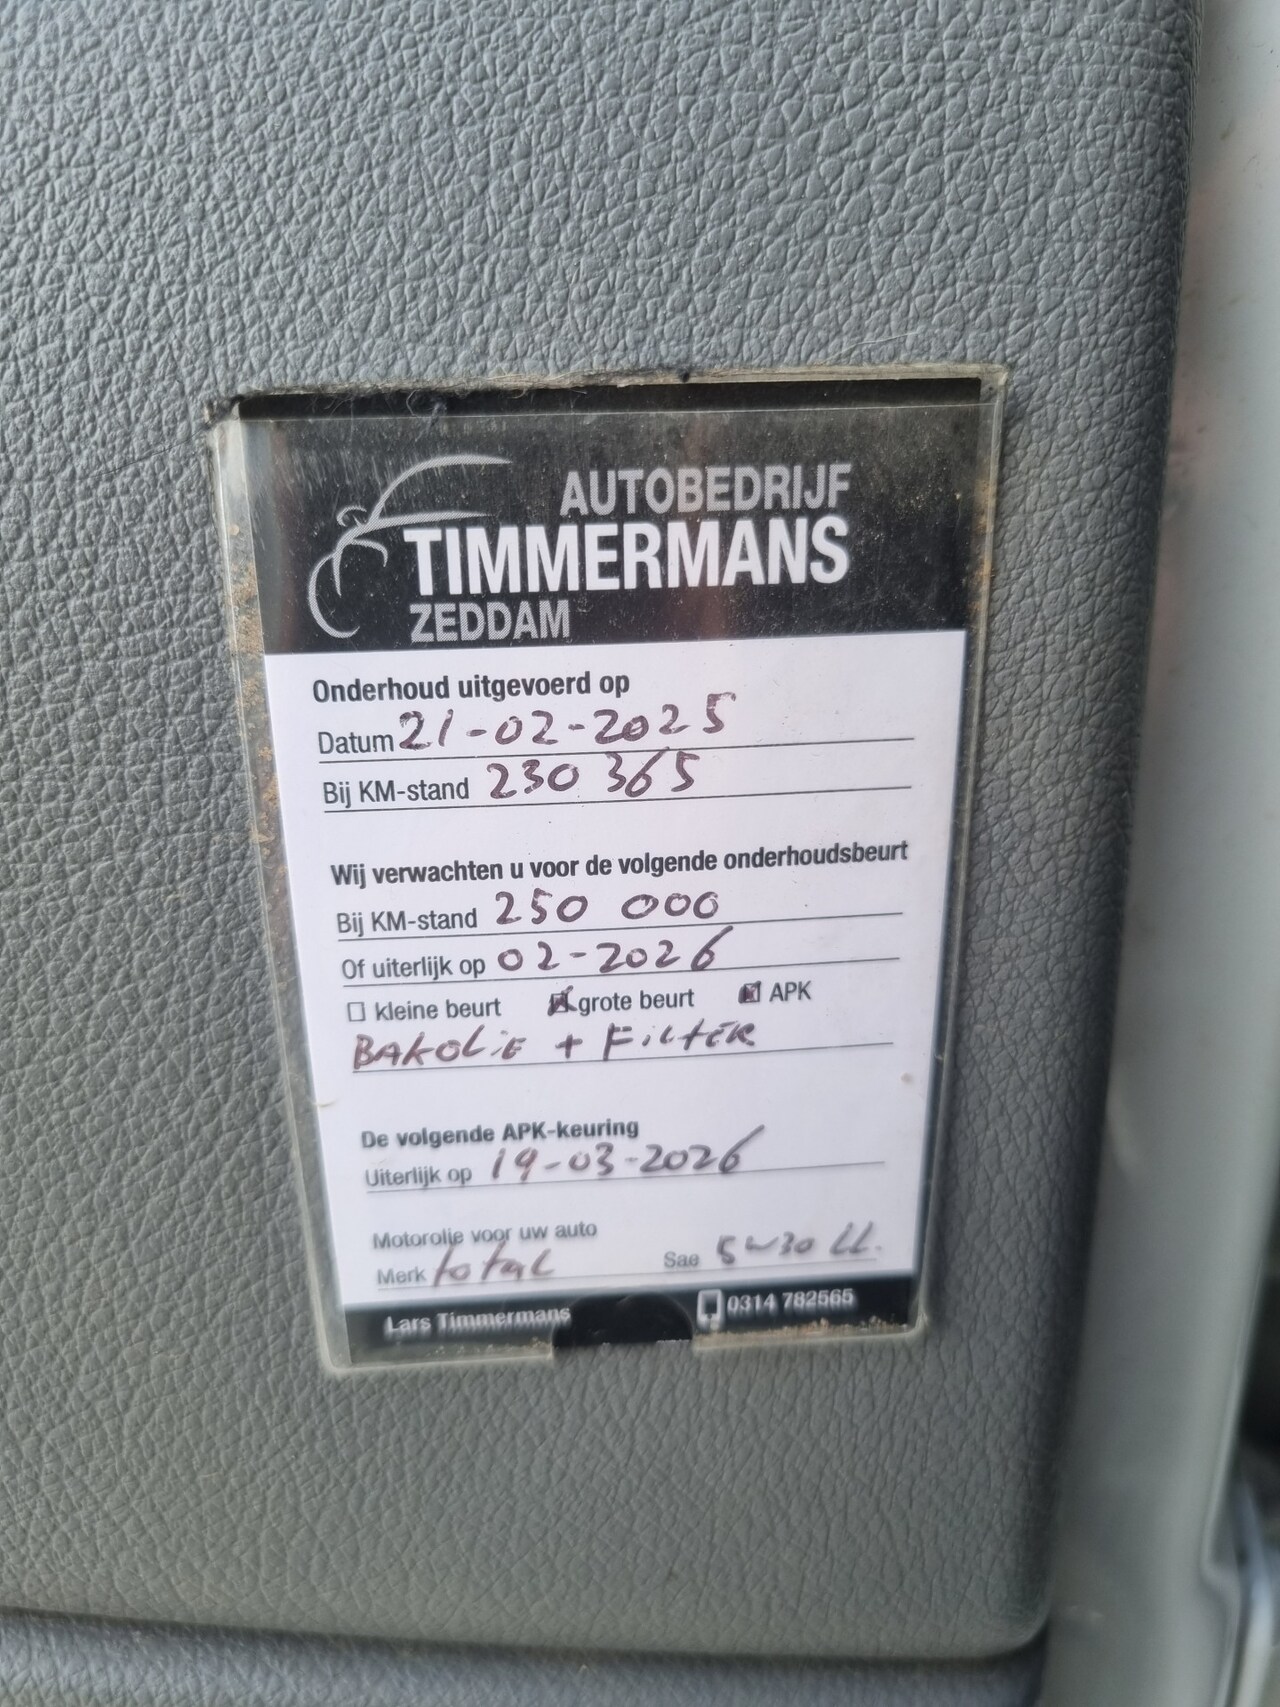 AUTOBEDRIJF
TIMMERMANS
ZEDDAM
Onderhoud uitgevoerd op
Datum 21-02-2025
Bij KM-stand 230 365
Wij verwachten u voor de volgende onderhoudsbeurt
Bij KM-stand 250 000
Of uiterlijk op 02-2026
kleine beurt grote beurt APK
BAKOLiE + FiLTER
De volgende APK-keuring
Uiterlijk op 19-03-2026
Motorolie voor uw auto
Merk total Sae 5w30 LL.
Lars Timmermans 0314 782565